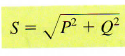 S = √(P² + Q²)